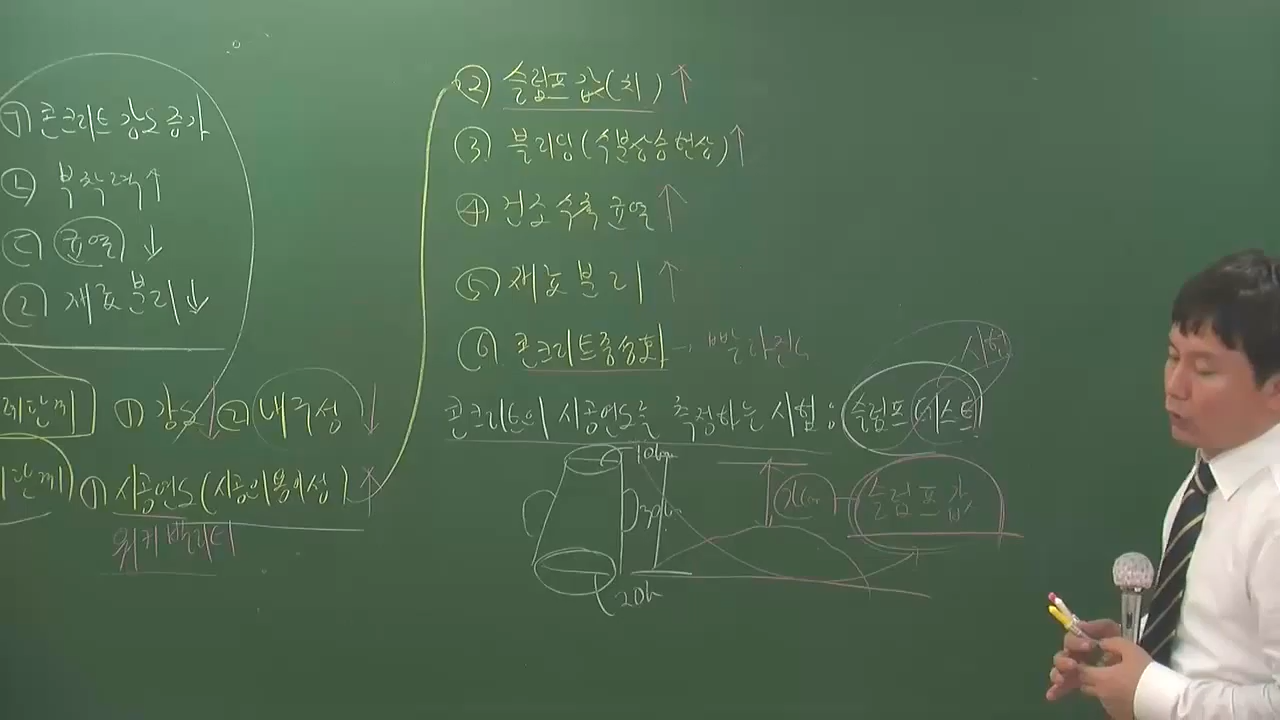 ㉠ 콘크리트 강도 증가
㉡ 부착력 ↑
㉢ 균열 ↓
㉣ 재료분리 ↓
① 강도 ↓ ② 내구성 ↓
① 시공연도(시공의 용이성) ↑
워커빌리티
② 슬럼프 값(치) ↑
③ 블리딩(수분상승현상) ↑
④ 건조수축 균열 ↑
⑤ 재료분리 ↑
⑥ 콘크리트중성화 → 빨라진다
시험
콘크리트의 시공연도를 측정하는 시험 : 슬럼프 테스트
10cm
30cm
20c
슬럼프 값